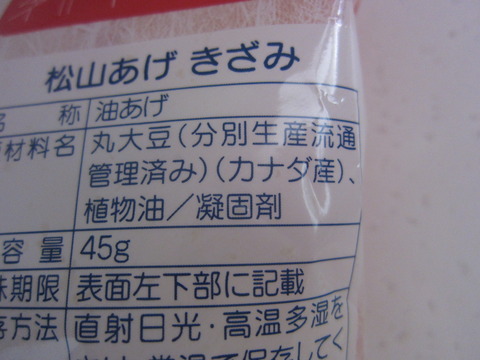 松山あげ きざみ
名 称 油あげ
原材料名 丸大豆（分別生産流通
管理済み）（カナダ産）、
植物油／凝固剤
容量 45g
味期限 表面左下部に記載
存方法 直射日光・高温多湿を